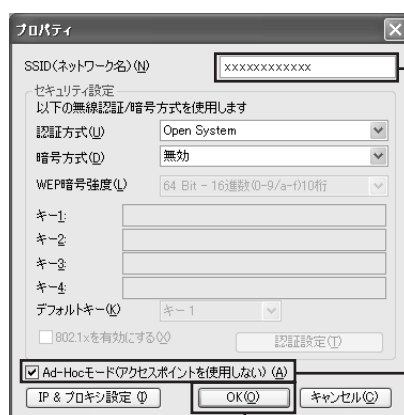 プロパティ
SSID(ネットワーク名)(N)
xxxxxxxxxxxx
セキュリティ設定
以下の無線認証/暗号方式を使用します
認証方式(U)
Open System
暗号方式(D)
無効
WEP暗号強度(L)
64 Bit - 16進数(0-9/a-f)10桁
キー1:
キー2:
キー3:
キー4:
デフォルトキー(K)
キー 1
802.1xを有効にする(X)
認証設定(T)
Ad-Hocモード(アクセスポイントを使用しない) (A)
IP & プロキシ設定 (I)
OK(O)
キャンセル(C)